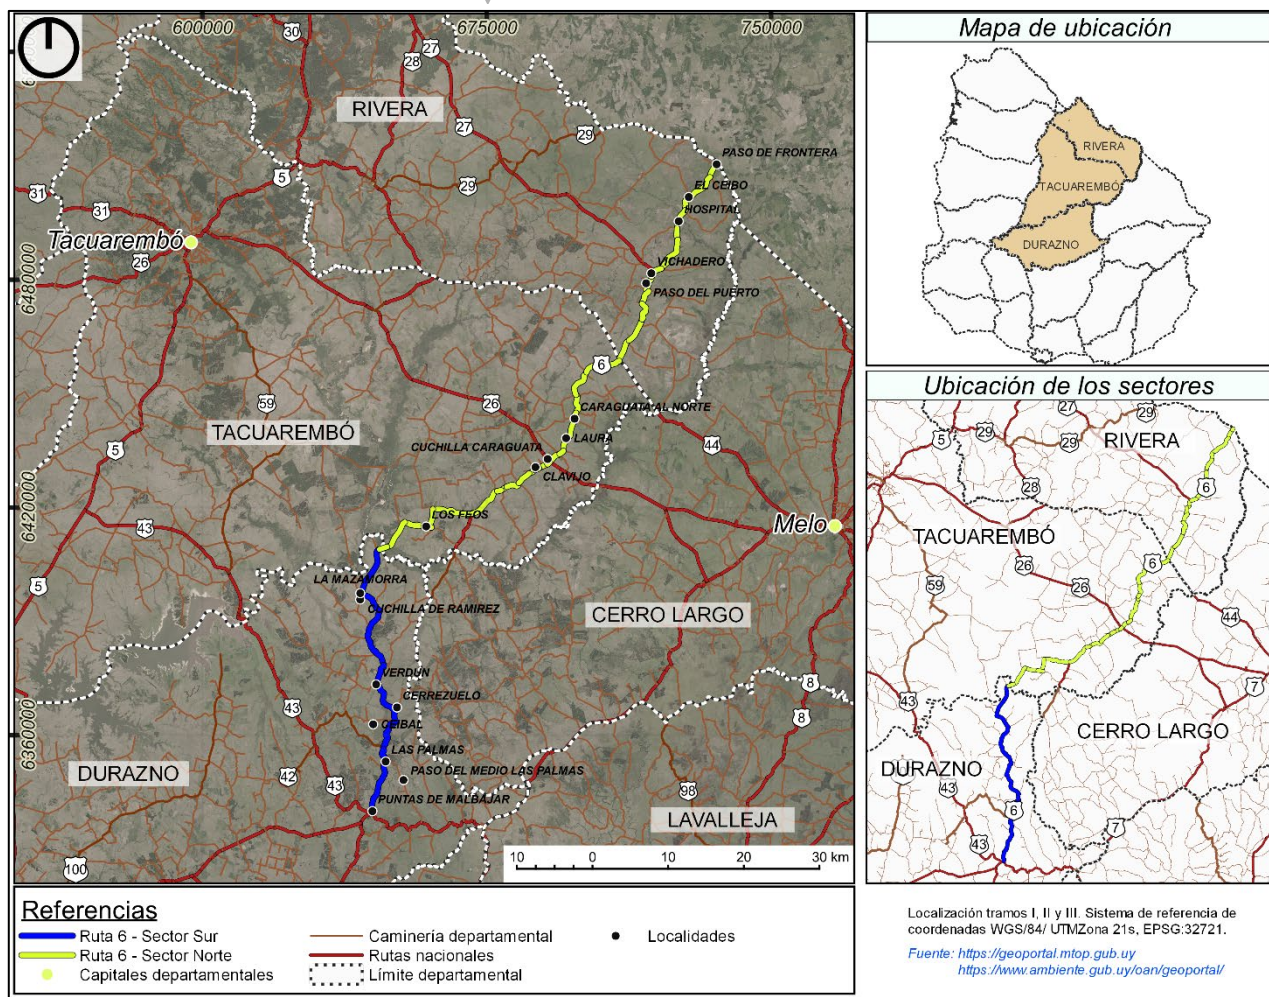 600000
675000
750000
Mapa de ubicación
30
27
28
RIVERA
27
29
PASO DE FRONTERA
5
29
31
EL CEIBO
31
HOSPITAL
Tacuarembó
26
VICHADERO
6480000
PASO DEL PUERTO
6
59
26
CARAGUATA AL NORTE
TACUAREMBÓ
LAURA
44
5
CUCHILLA CARAGUATA
CLAVIJO
6420000
43
LOS FEOS
Melo
5
LA MAZAMORRA
CUCHILLA DE RAMIREZ
CERRO LARGO
VERDUN
8
43
CERREZUELO
8
CEIBAL
6360000
LAS PALMAS
DURAZNO
42
43
PASO DEL MEDIO LAS PALMAS
98
PUNTAS DE MALBAJAR
LAVALLEJA
100
10 0 10 20 30 km
RIVERA
TACUAREMBÓ
DURAZNO
Ubicación de los sectores
27
29
5
29
29
RIVERA
28
6
TACUAREMBÓ
6
26
26
59
44
43
7
CERRO LARGO
DURAZNO
43
6
7
43
Referencias
Ruta 6 - Sector Sur
Ruta 6 - Sector Norte
Capitales departamentales
Caminería departamental
Rutas nacionales
Límite departamental
Localidades
Localización tramos I, II y III. Sistema de referencia de
coordenadas WGS/84/ UTMZona 21s, EPSG:32721.
Fuente: https://geoportal.mtop.gub.uy
https://www.ambiente.gub.uy/oan/geoportal/